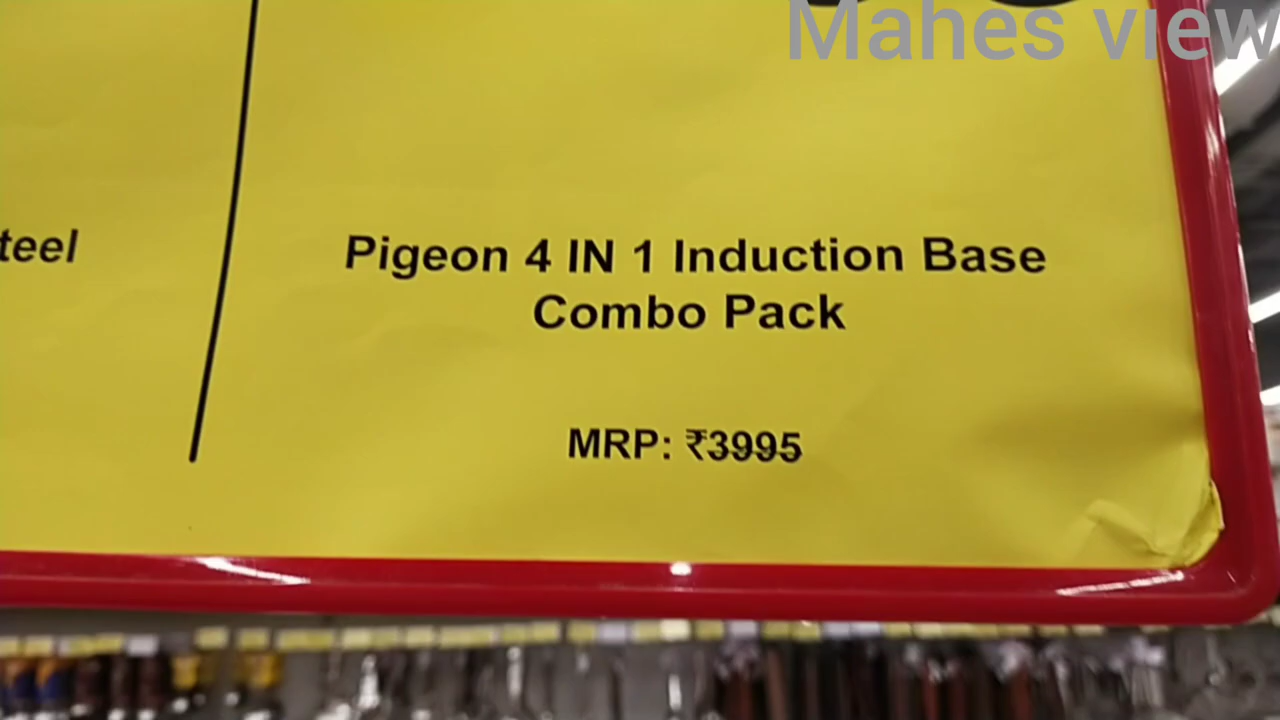 Mahes view
teel
Pigeon 4 IN 1 Induction Base
Combo Pack
MRP: ₹3995